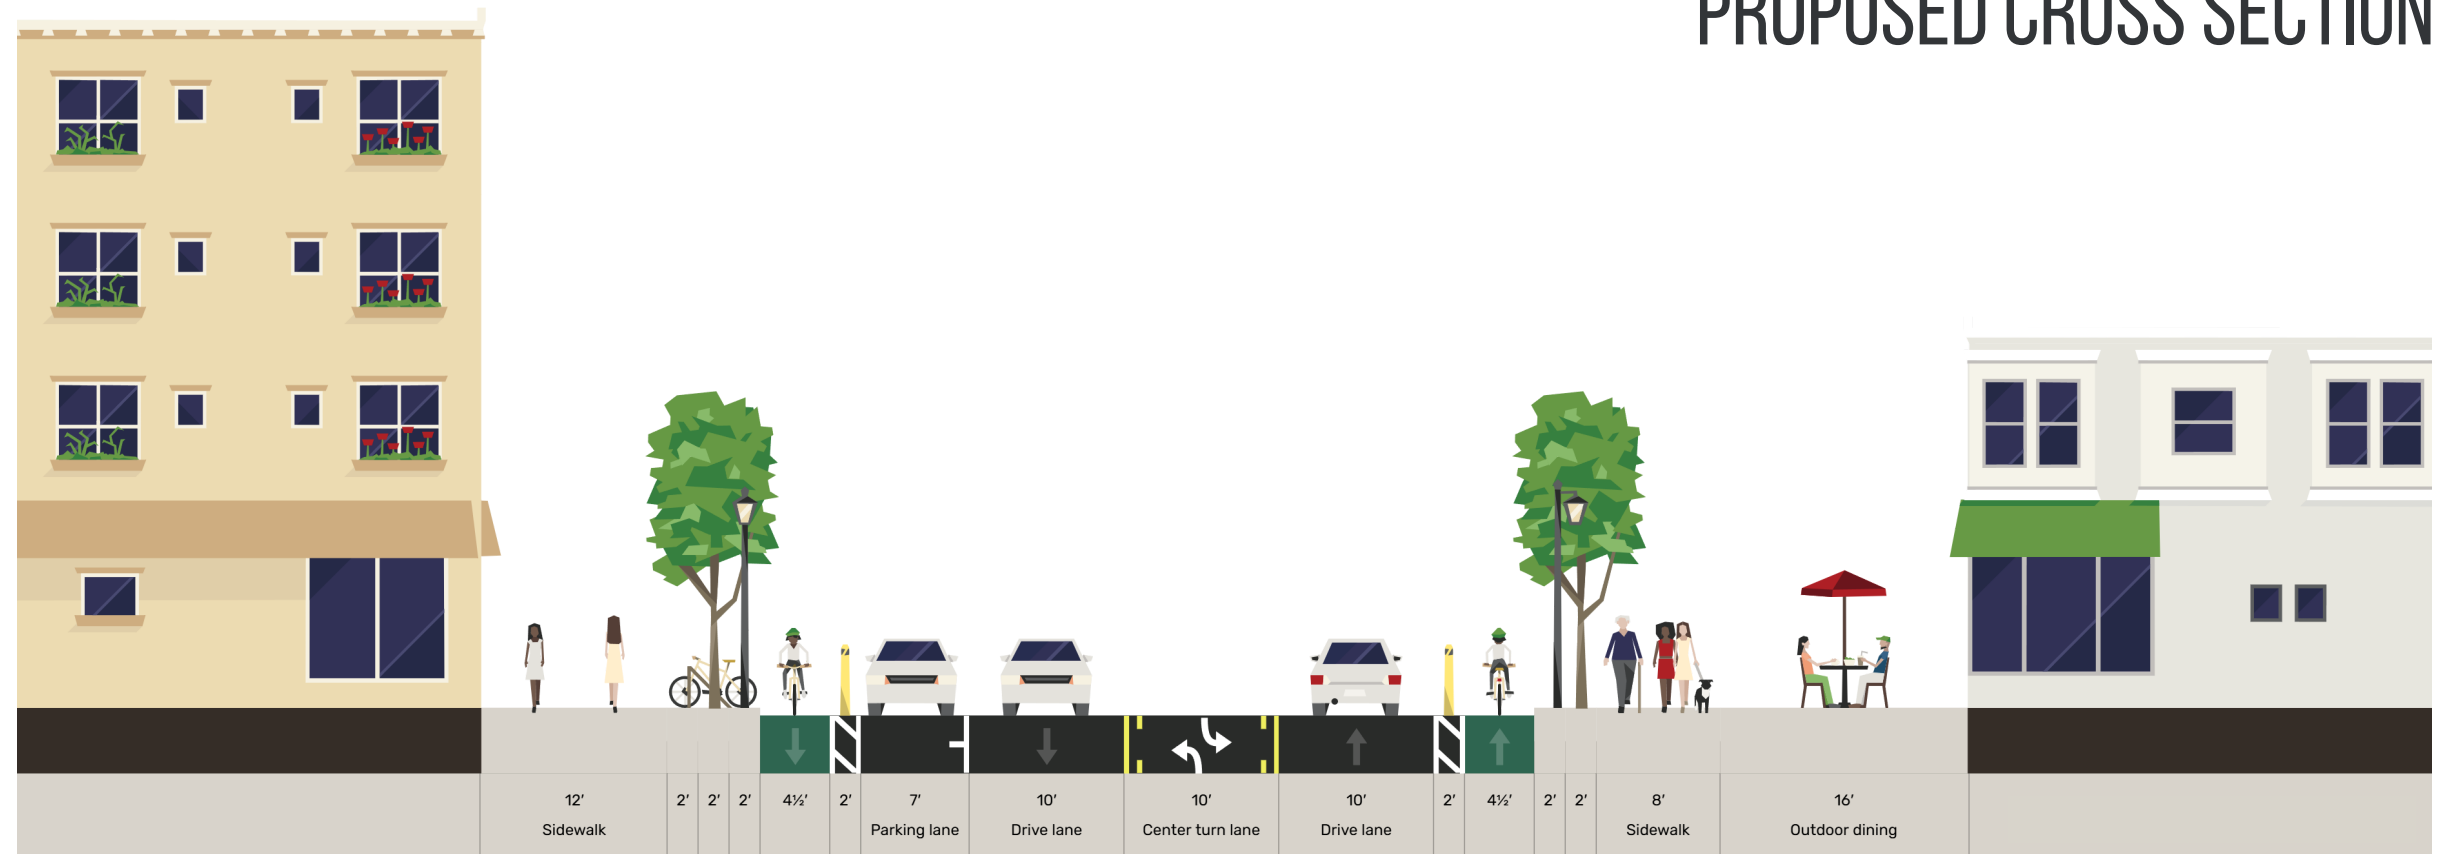 PROPOSED CROSS SECTION
12' 2' 2' 2' 4½' 2' 7' 10' 10' 10' 2' 4½' 2' 2' 8' 16'
Sidewalk Parking lane Drive lane Center turn lane Drive lane Sidewalk Outdoor dining